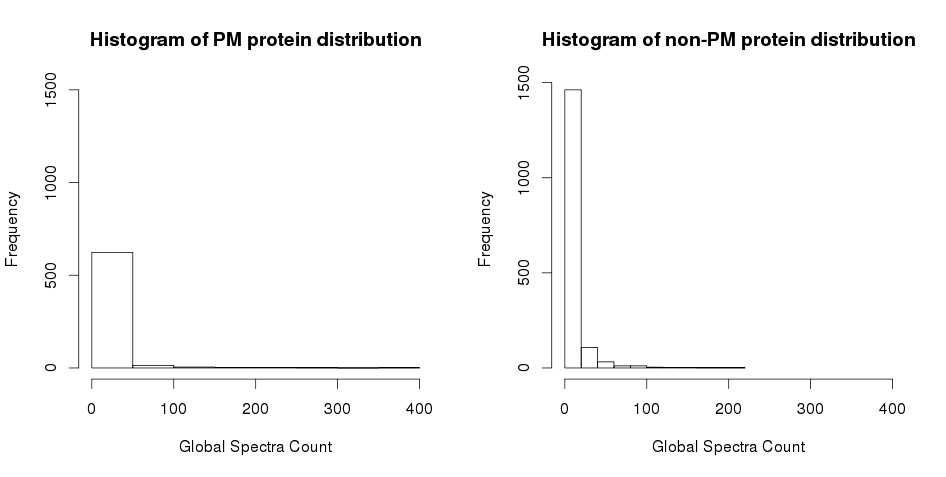 Histogram of PM protein distribution
Frequency
0
500
1000
1500
0 100 200 300 400
Global Spectra Count
Histogram of non-PM protein distribution
Frequency
0
500
1000
1500
0 100 200 300 400
Global Spectra Count